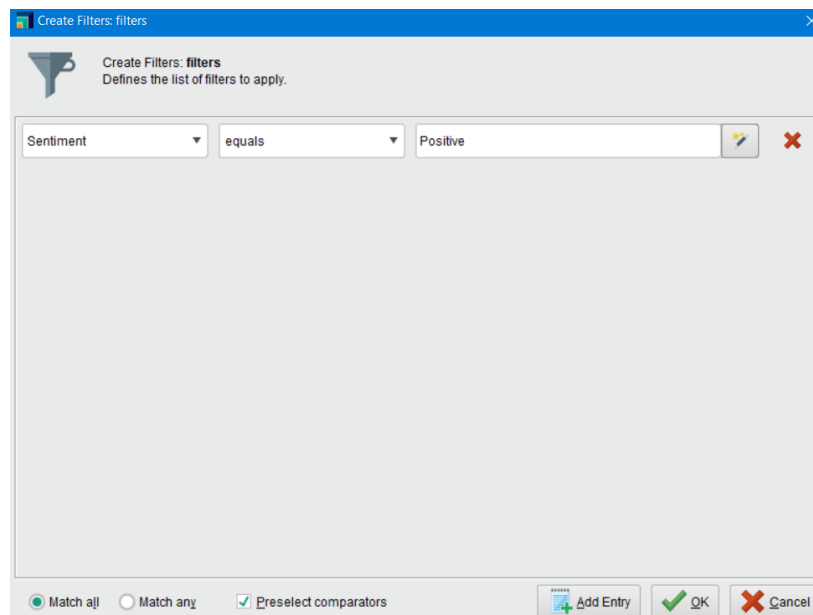 Create Filters: filters
Create Filters: filters
Defines the list of filters to apply.
Sentiment equals Positive
Match all Match any Preselect comparators Add Entry OK Cancel